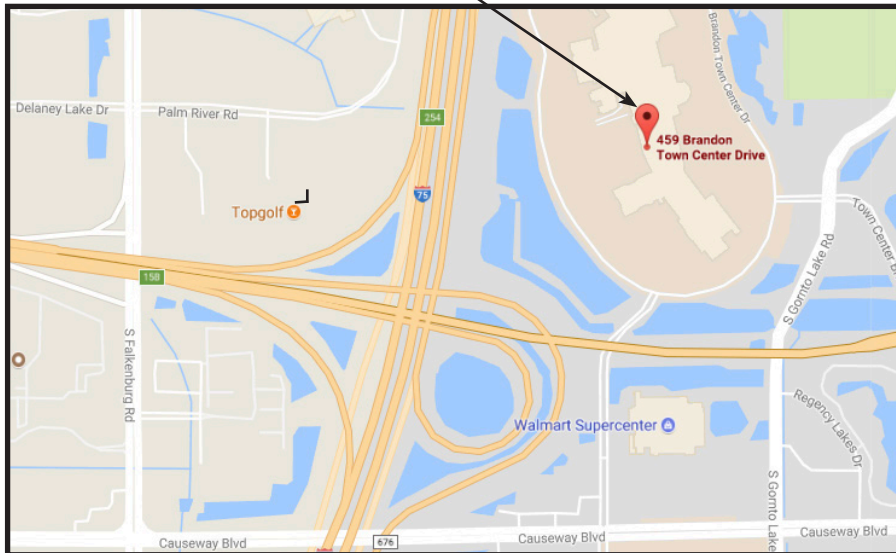 Delaney Lake Dr
Palm River Rd
254
Brandon Town Center Dr
459 Brandon
Town Center Drive
75
Topgolf
158
Town Center Dr
S Gornto Lake Rd
S Falkenburg Rd
Walmart Supercenter
Regency Lakes Dr
S Gornto Lake
Causeway Blvd
676
Causeway Blvd